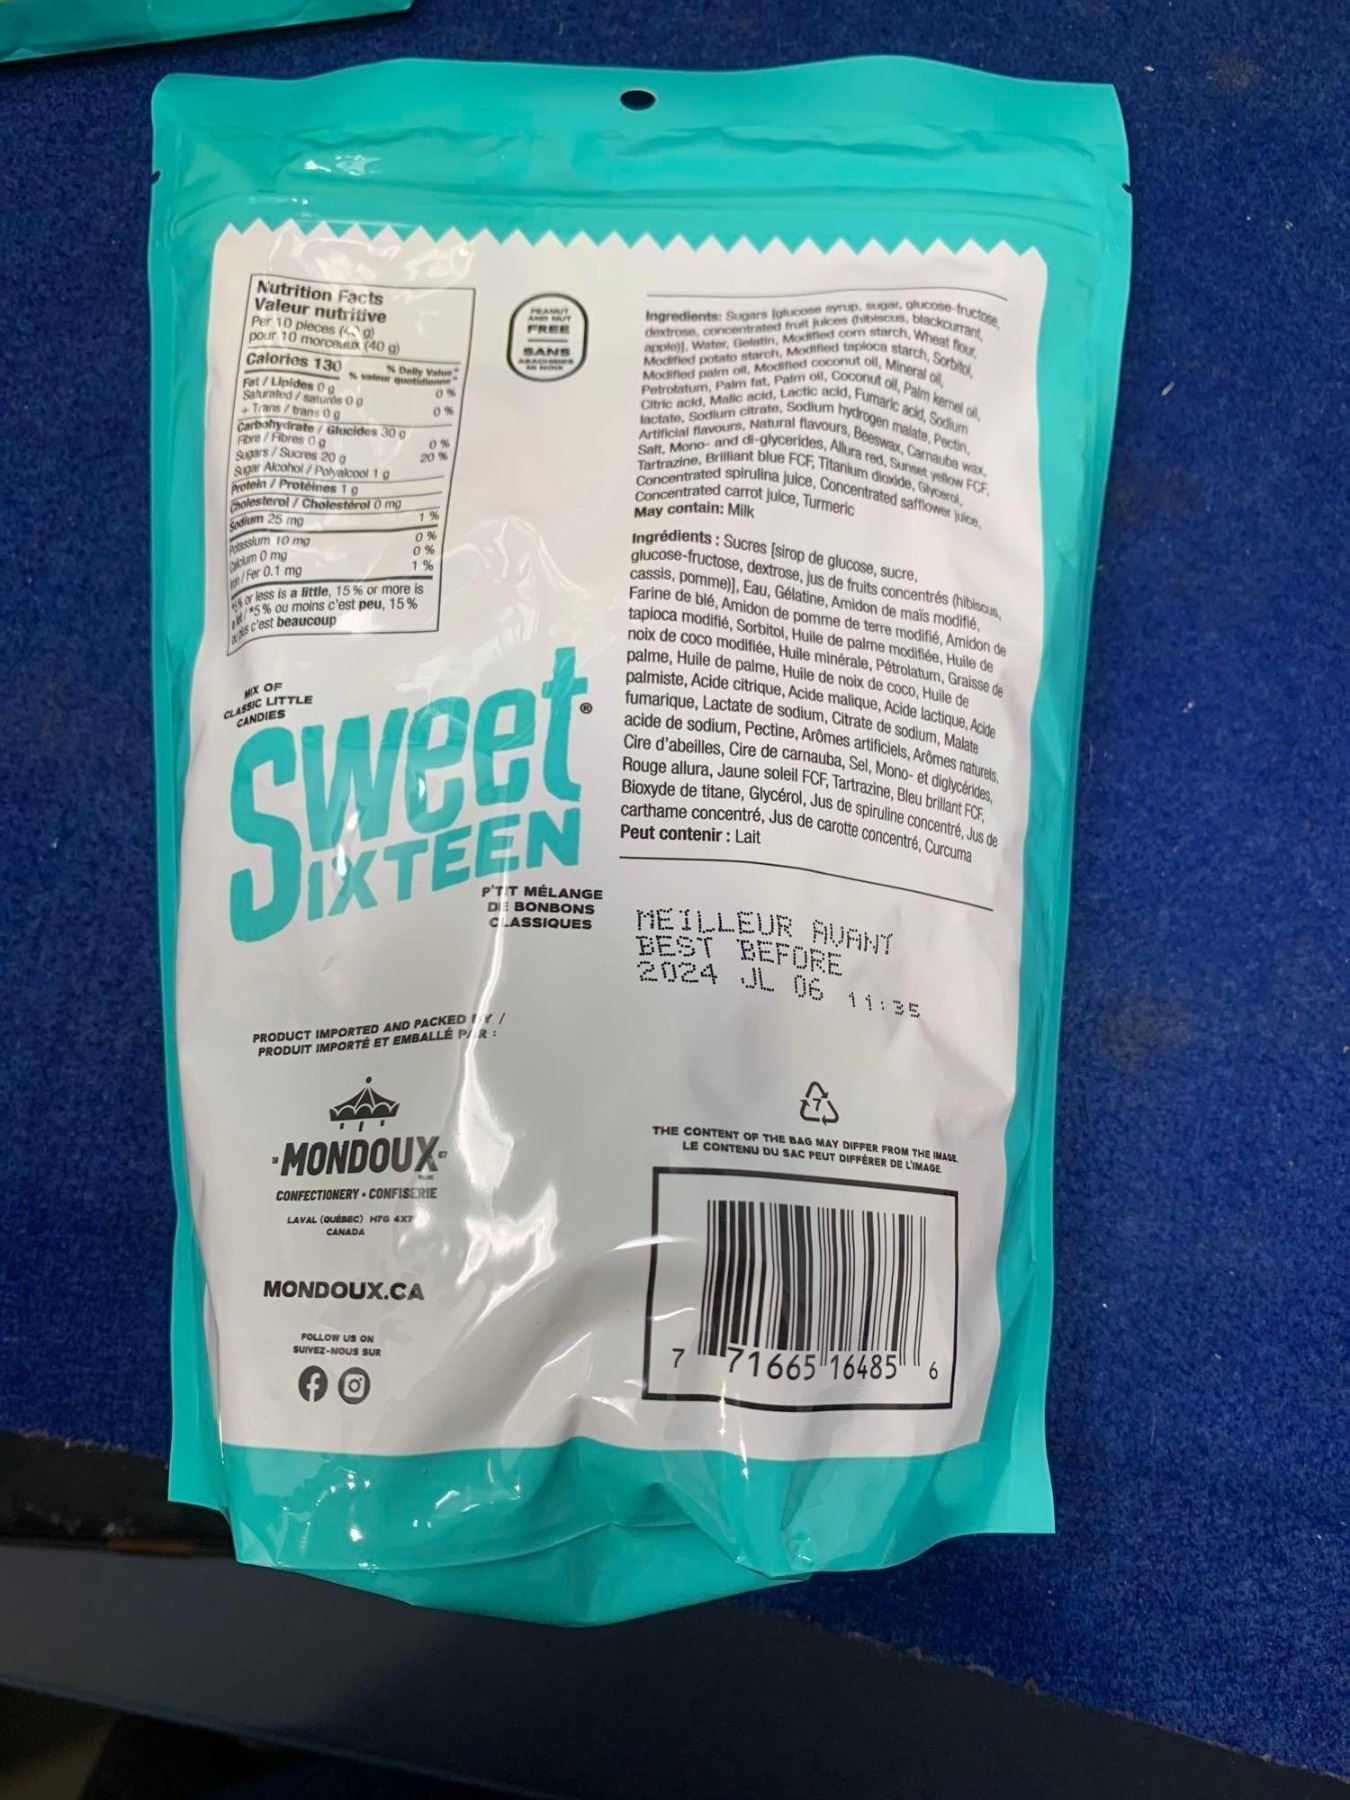 Nutrition Facts
Valeur nutritive
Per 10 pieces (40 g)
pour 10 morceaux (40 g)
Calories 130
% Daily Value*
% valeur quotidienne*
Fat / Lipides 0 g 0 %
Saturated / saturés 0 g
+ Trans / trans 0 g 0 %
Carbohydrate / Glucides 30 g
Fibre / Fibres 0 g 0 %
Sugars / Sucres 20 g 20 %
Sugar Alcohol / Polyalcool 1 g
Protein / Protéines 1 g
Cholesterol / Cholestérol 0 mg
Sodium 25 mg 1 %
Potassium 10 mg 0 %
Calcium 0 mg 0 %
Iron / Fer 0.1 mg 1 %
*5% or less is a little, 15% or more is
a lot / *5% ou moins c'est peu, 15%
ou plus c'est beaucoup
PEANUT
AND NUT
FREE
SANS
ARACHIDES
NI NOIX
Ingredients: Sugars [glucose syrup, sugar, glucose-fructose,
dextrose, concentrated fruit juices (hibiscus, blackcurrant,
apple)], Water, Gelatin, Modified corn starch, Wheat flour,
Modified potato starch, Modified tapioca starch, Sorbitol,
Modified palm oil, Modified coconut oil, Mineral oil,
Petrolatum, Palm fat, Palm oil, Coconut oil, Palm kernel oil,
Citric acid, Malic acid, Lactic acid, Fumaric acid, Sodium
lactate, Sodium citrate, Sodium hydrogen malate, Pectin,
Artificial flavours, Natural flavours, Beeswax, Carnauba wax,
Salt, Mono- and di-glycerides, Allura red, Sunset yellow FCF,
Tartrazine, Brilliant blue FCF, Titanium dioxide, Glycerol,
Concentrated spirulina juice, Concentrated safflower juice,
Concentrated carrot juice, Turmeric
May contain: Milk
Ingrédients : Sucres [sirop de glucose, sucre,
glucose-fructose, dextrose, jus de fruits concentrés (hibiscus,
cassis, pomme)], Eau, Gélatine, Amidon de maïs modifié,
Farine de blé, Amidon de pomme de terre modifié, Amidon de
tapioca modifié, Sorbitol, Huile de palme modifiée, Huile de
noix de coco modifiée, Huile minérale, Pétrolatum, Graisse de
palme, Huile de palme, Huile de noix de coco, Huile de
palmiste, Acide citrique, Acide malique, Acide lactique, Acide
fumarique, Lactate de sodium, Citrate de sodium, Malate
acide de sodium, Pectine, Arômes artificiels, Arômes naturels,
Cire d'abeilles, Cire de carnauba, Sel, Mono- et diglycérides,
Rouge allura, Jaune soleil FCF, Tartrazine, Bleu brillant FCF,
Bioxyde de titane, Glycérol, Jus de spiruline concentré, Jus de
carthame concentré, Jus de carotte concentré, Curcuma
Peut contenir : Lait
MIX OF
CLASSIC LITTLE
CANDIES
Sweet®
SIXTEEN
P'TIT MÉLANGE
DE BONBONS
CLASSIQUES
MEILLEUR AVANT
BEST BEFORE
2024 JL 06 11:35
PRODUCT IMPORTED AND PACKED BY /
PRODUIT IMPORTÉ ET EMBALLÉ PAR :
19 MONDOUX 67
CONFECTIONERY • CONFISERIE
LAVAL (QUÉBEC) H7G 4X7
CANADA
MONDOUX.CA
FOLLOW US ON
SUIVEZ-NOUS SUR
7
THE CONTENT OF THE BAG MAY DIFFER FROM THE IMAGE.
LE CONTENU DU SAC PEUT DIFFÉRER DE L'IMAGE.
7 71665 16485 6